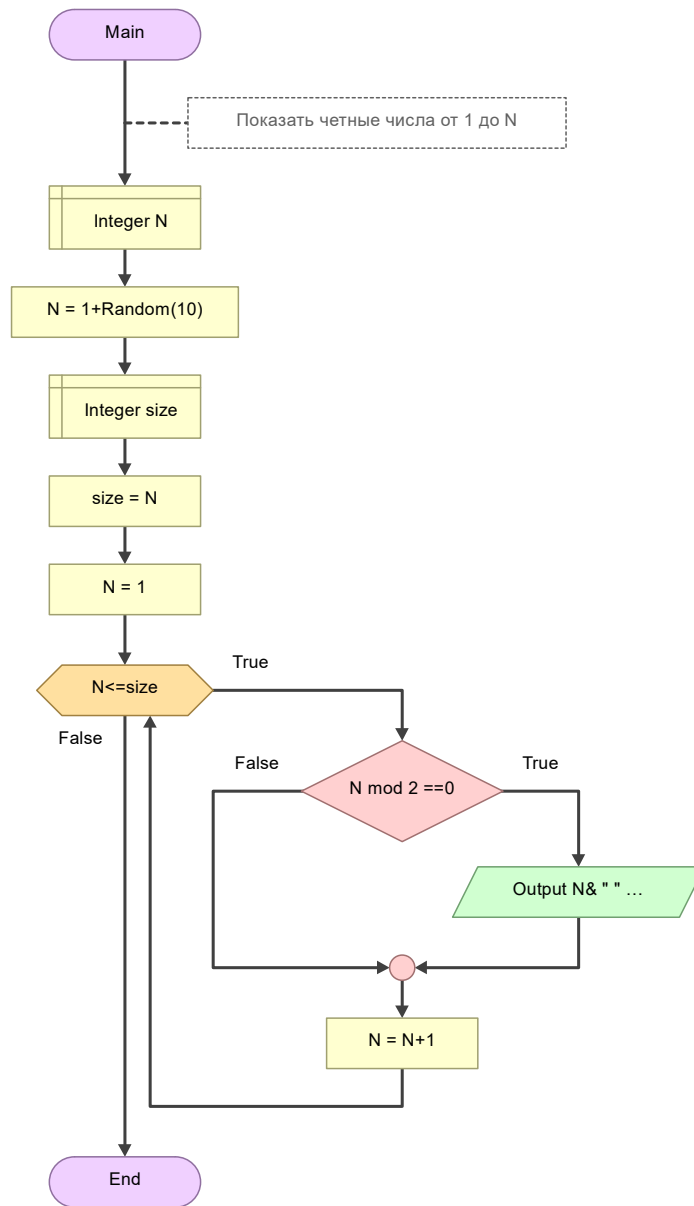 Main
Показать четные числа от 1 до N
Integer N
N = 1+Random(10)
Integer size
size = N
N = 1
True
N<=size
False
False
True
N mod 2 ==0
Output N& " " ...
N = N+1
End